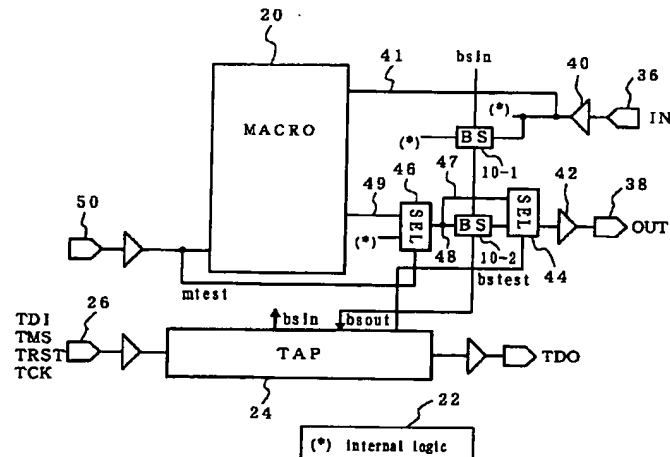 20
41
bsin
40
36
MACRO
(*)
IN
(*)
BS
46
47
10-1
42
38
50
49
SEL
SEL
BS
OUT
(*)
48
10-2
44
mtest
bstest
26
bsin
bsout
TDI
TMS
TRST
TCK
TAP
TDO
24
22
(*) internal logic